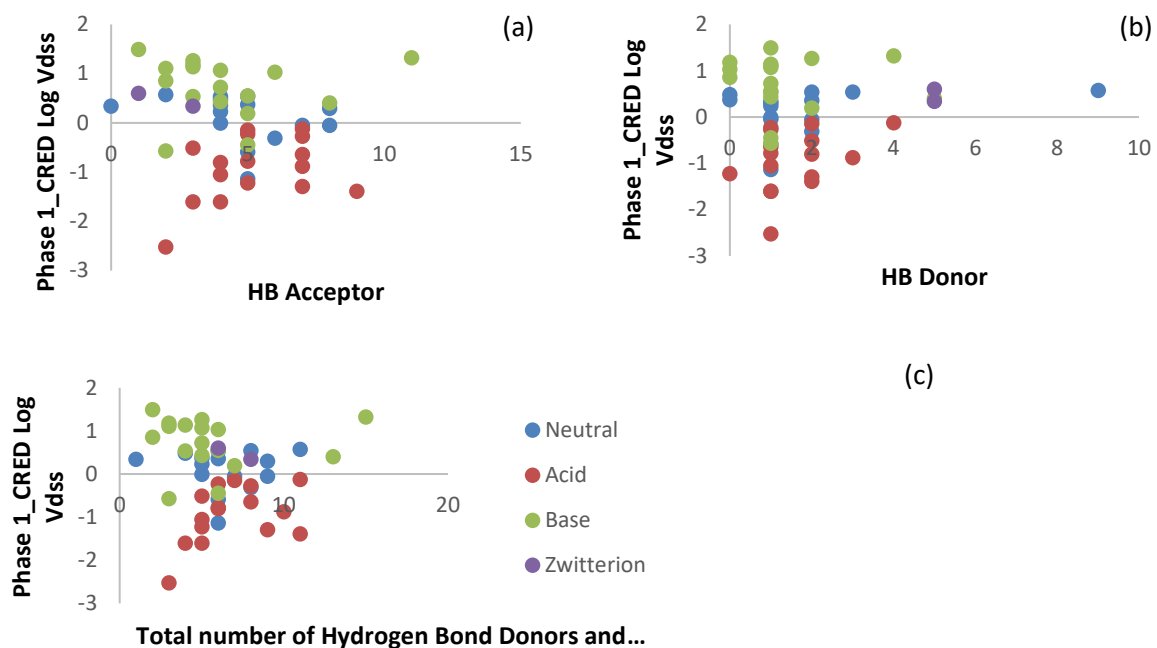 (a)
Phase 1_CRED Log Vdss
2
1
0
-1
-2
-3
0
5
10
15
HB Acceptor
(b)
Phase 1_CRED Log
Vdss
2
1
0
-1
-2
-3
0
2
4
6
8
10
HB Donor
(c)
Phase 1_CRED Log
Vdss
2
1
0
-1
-2
-3
0
10
20
Total number of Hydrogen Bond Donors and…
Neutral
Acid
Base
Zwitterion